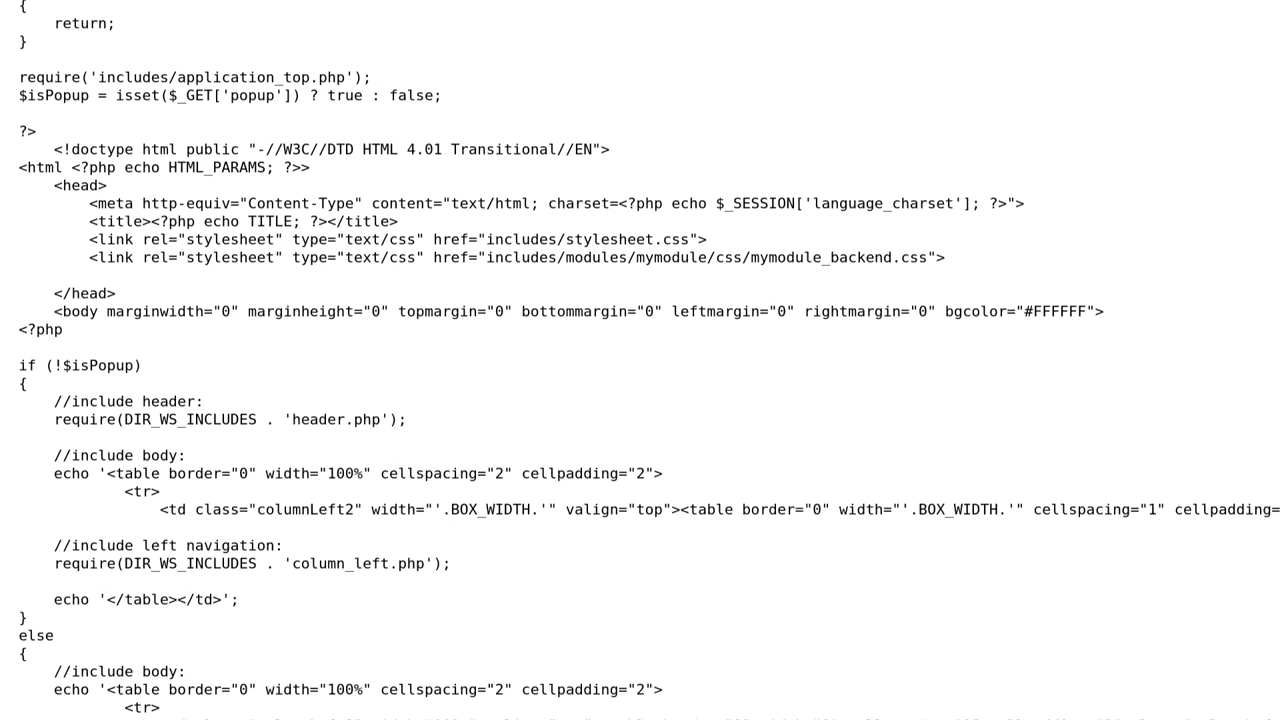 {
    return;
}

require('includes/application_top.php');
$isPopup = isset($_GET['popup']) ? true : false;

?>
    <!doctype html public "-//W3C//DTD HTML 4.01 Transitional//EN">
<html <?php echo HTML_PARAMS; ?>>
    <head>
        <meta http-equiv="Content-Type" content="text/html; charset=<?php echo $_SESSION['language_charset']; ?>">
        <title><?php echo TITLE; ?></title>
        <link rel="stylesheet" type="text/css" href="includes/stylesheet.css">
        <link rel="stylesheet" type="text/css" href="includes/modules/mymodule/css/mymodule_backend.css">

    </head>
    <body marginwidth="0" marginheight="0" topmargin="0" bottommargin="0" leftmargin="0" rightmargin="0" bgcolor="#FFFFFF">
<?php

if (!$isPopup)
{
    //include header:
    require(DIR_WS_INCLUDES . 'header.php');

    //include body:
    echo '<table border="0" width="100%" cellspacing="2" cellpadding="2">
            <tr>
                <td class="columnLeft2" width="'.BOX_WIDTH.'" valign="top"><table border="0" width="'.BOX_WIDTH.'" cellspacing="1" cellpadding=

    //include left navigation:
    require(DIR_WS_INCLUDES . 'column_left.php');

    echo '</table></td>';
}
else
{
    //include body:
    echo '<table border="0" width="100%" cellspacing="2" cellpadding="2">
            <tr>